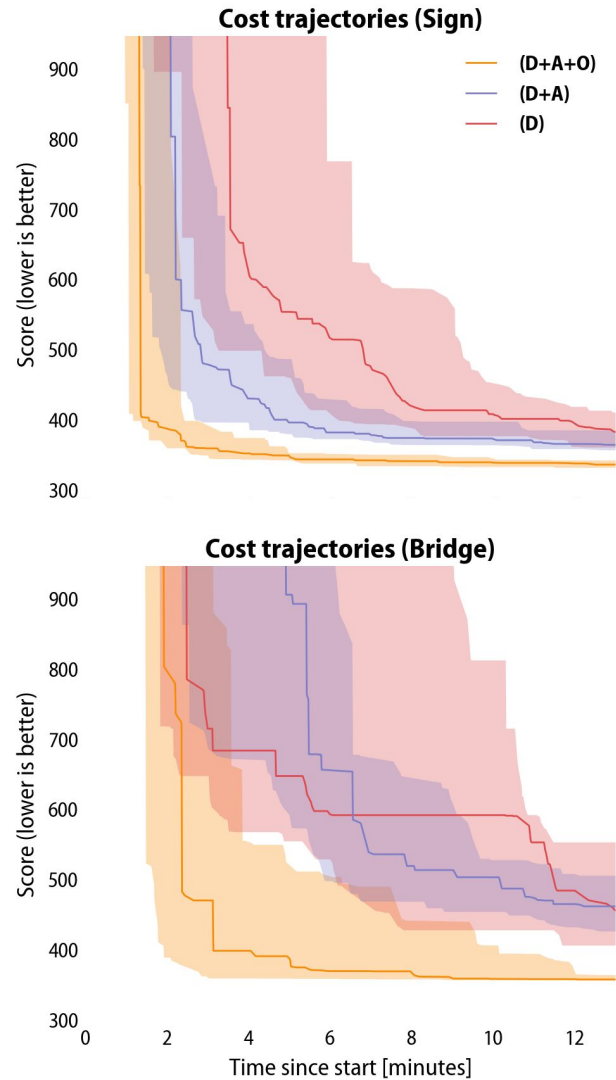 Cost trajectories (Sign)
900
800
700
600
500
400
300
Score (lower is better)
(D+A+O)
(D+A)
(D)
Cost trajectories (Bridge)
900
800
700
600
500
400
300
Score (lower is better)
0 2 4 6 8 10 12
Time since start [minutes]